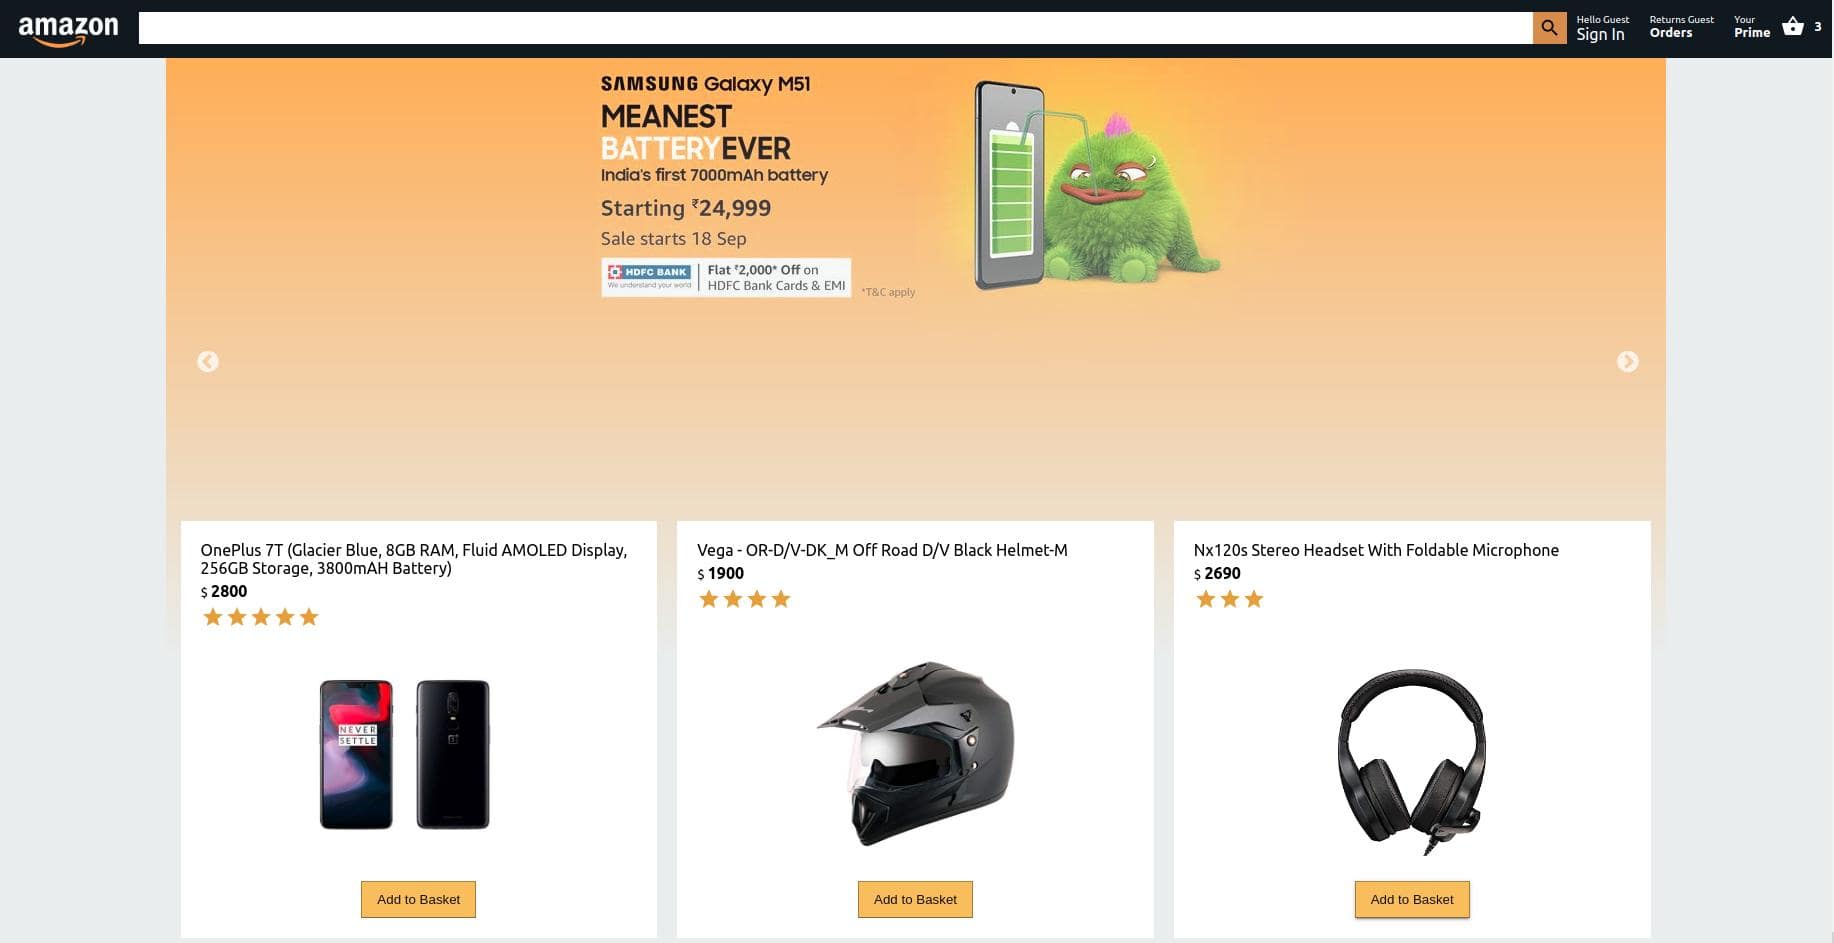 amazon
Hello Guest
Sign In
Returns Guest
Orders
Your
Prime
3
SAMSUNG Galaxy M51
MEANEST
BATTERYEVER
India's first 7000mAh battery
Starting ₹24,999
Sale starts 18 Sep
HDFC BANK
We understand your world
Flat ₹2,000* Off on
HDFC Bank Cards & EMI
*T&C apply
OnePlus 7T (Glacier Blue, 8GB RAM, Fluid AMOLED Display,
256GB Storage, 3800mAH Battery)
$ 2800
NEVER
SETTLE
Add to Basket
Vega - OR-D/V-DK_M Off Road D/V Black Helmet-M
$ 1900
Add to Basket
Nx120s Stereo Headset With Foldable Microphone
$ 2690
Add to Basket